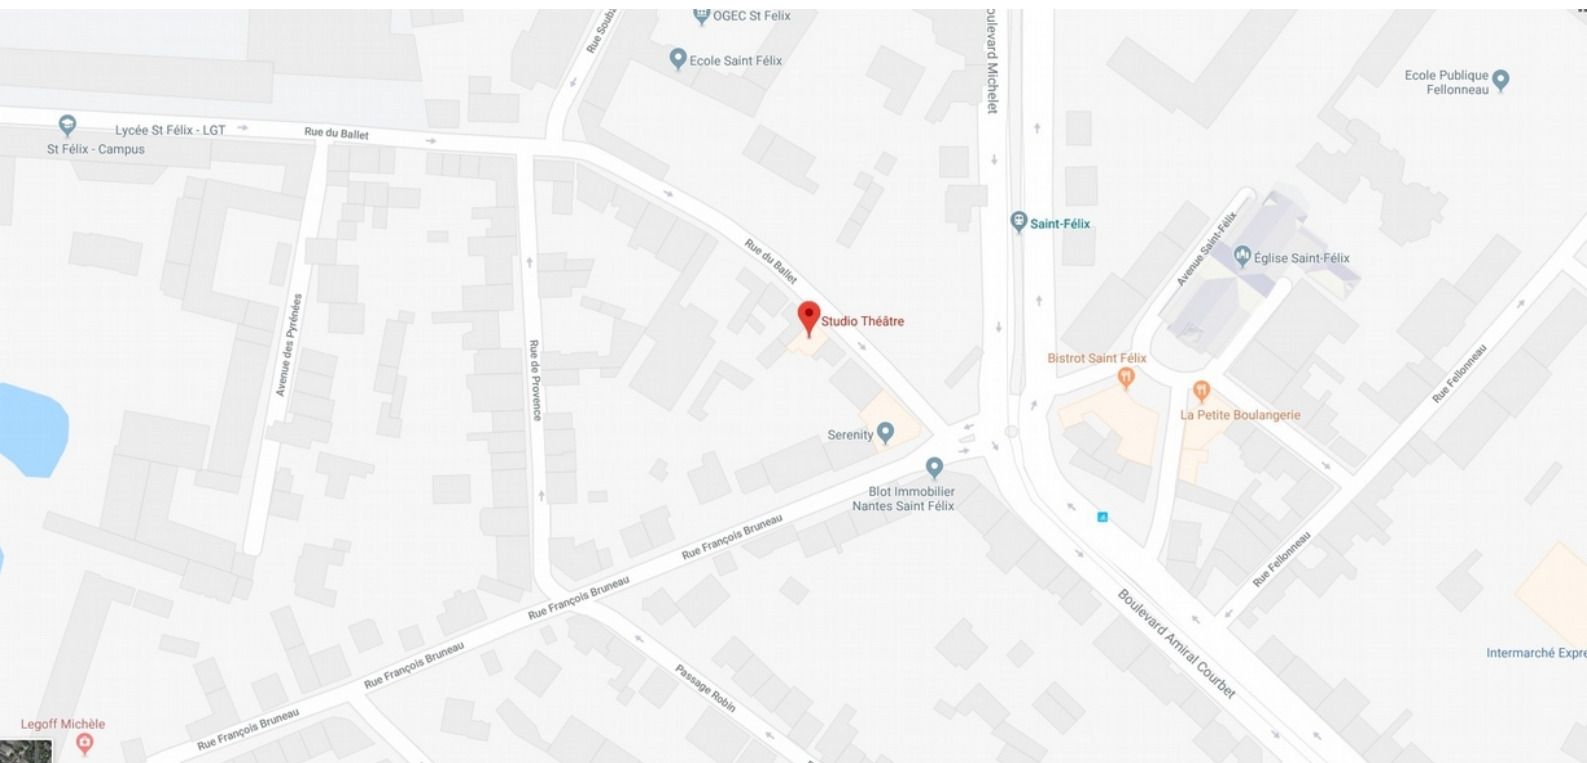 OGEC St Felix
Ecole Saint Félix
Boulevard Michelet
Ecole Publique
Fellonneau
Lycée St Félix - LGT
St Félix - Campus
Rue du Ballet
Saint-Félix
Avenue Saint-Félix
Église Saint-Félix
Rue du Ballet
Studio Théâtre
Avenue des Pyrénées
Rue de Provence
Bistrot Saint Félix
La Petite Boulangerie
Rue Fellonneau
Serenity
Blot Immobilier
Nantes Saint Félix
Rue François Bruneau
Rue Fellonneau
Rue François Bruneau
Boulevard Amiral Courbet
Rue François Bruneau
Passage Robin
Intermarché Expre
Rue François Bruneau
Legoff Michèle